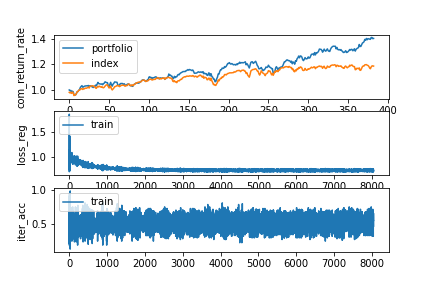 com_return_rate
1.4
1.2
1.0
portfolio
index
0 50 100 150 200 250 300 350 400
loss_reg
1.5
1.0
train
0 1000 2000 3000 4000 5000 6000 7000 8000
iter_acc
1.0
0.5
train
0 1000 2000 3000 4000 5000 6000 7000 8000